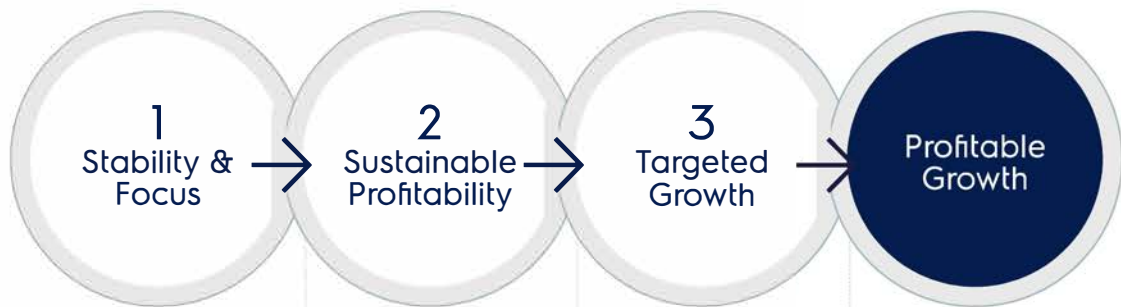 1
Stability &
Focus
2
Sustainable
Profitability
3
Targeted
Growth
Profitable
Growth